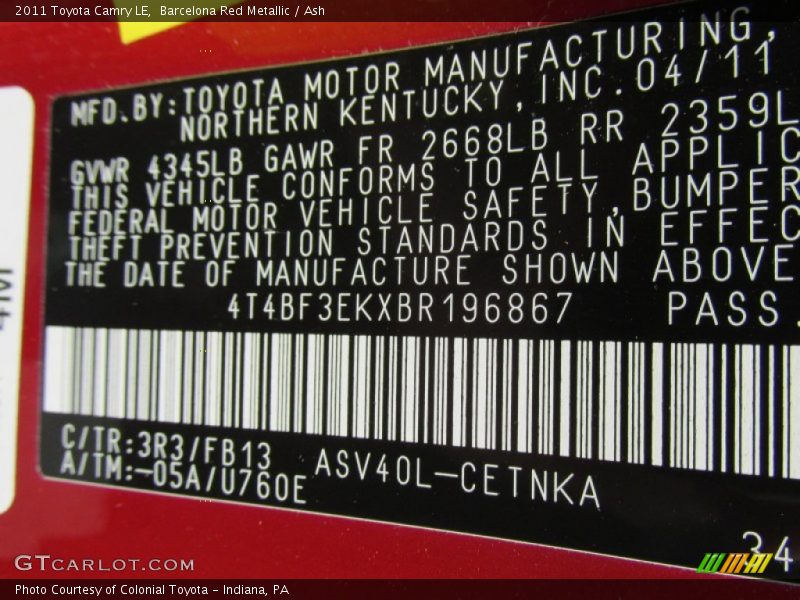 2011 Toyota Camry LE, Barcelona Red Metallic / Ash
MFD.BY:TOYOTA MOTOR MANUFACTURING,
NORTHERN KENTUCKY,INC.04/11
GVWR 4345LB GAWR FR 2668LB RR 2359L
THIS VEHICLE CONFORMS TO ALL APPLIC
FEDERAL MOTOR VEHICLE SAFETY,BUMPER
THEFT PREVENTION STANDARDS IN EFFEC
THE DATE OF MANUFACTURE SHOWN ABOVE
4T4BF3EKXBR196867 PASS.
C/TR:3R3/FB13 ASV40L-CETNKA
A/TM:-05A/U760E
34
GTCARLOT.COM
Photo Courtesy of Colonial Toyota - Indiana, PA